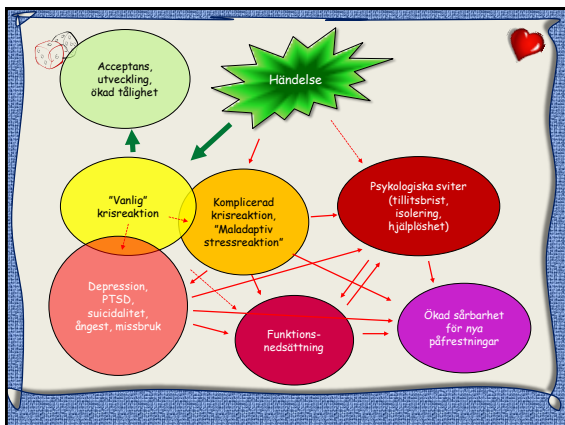 Acceptans,
utveckling,
ökad tålighet
Händelse
"Vanlig"
krisreaktion
Komplicerad
krisreaktion,
"Maladaptiv
stressreaktion"
Psykologiska sviter
(tillitsbrist,
isolering,
hjälplöshet)
Depression,
PTSD,
suicidalitet,
ångest, missbruk
Funktions-
nedsättning
Ökad sårbarhet
för nya
påfrestningar